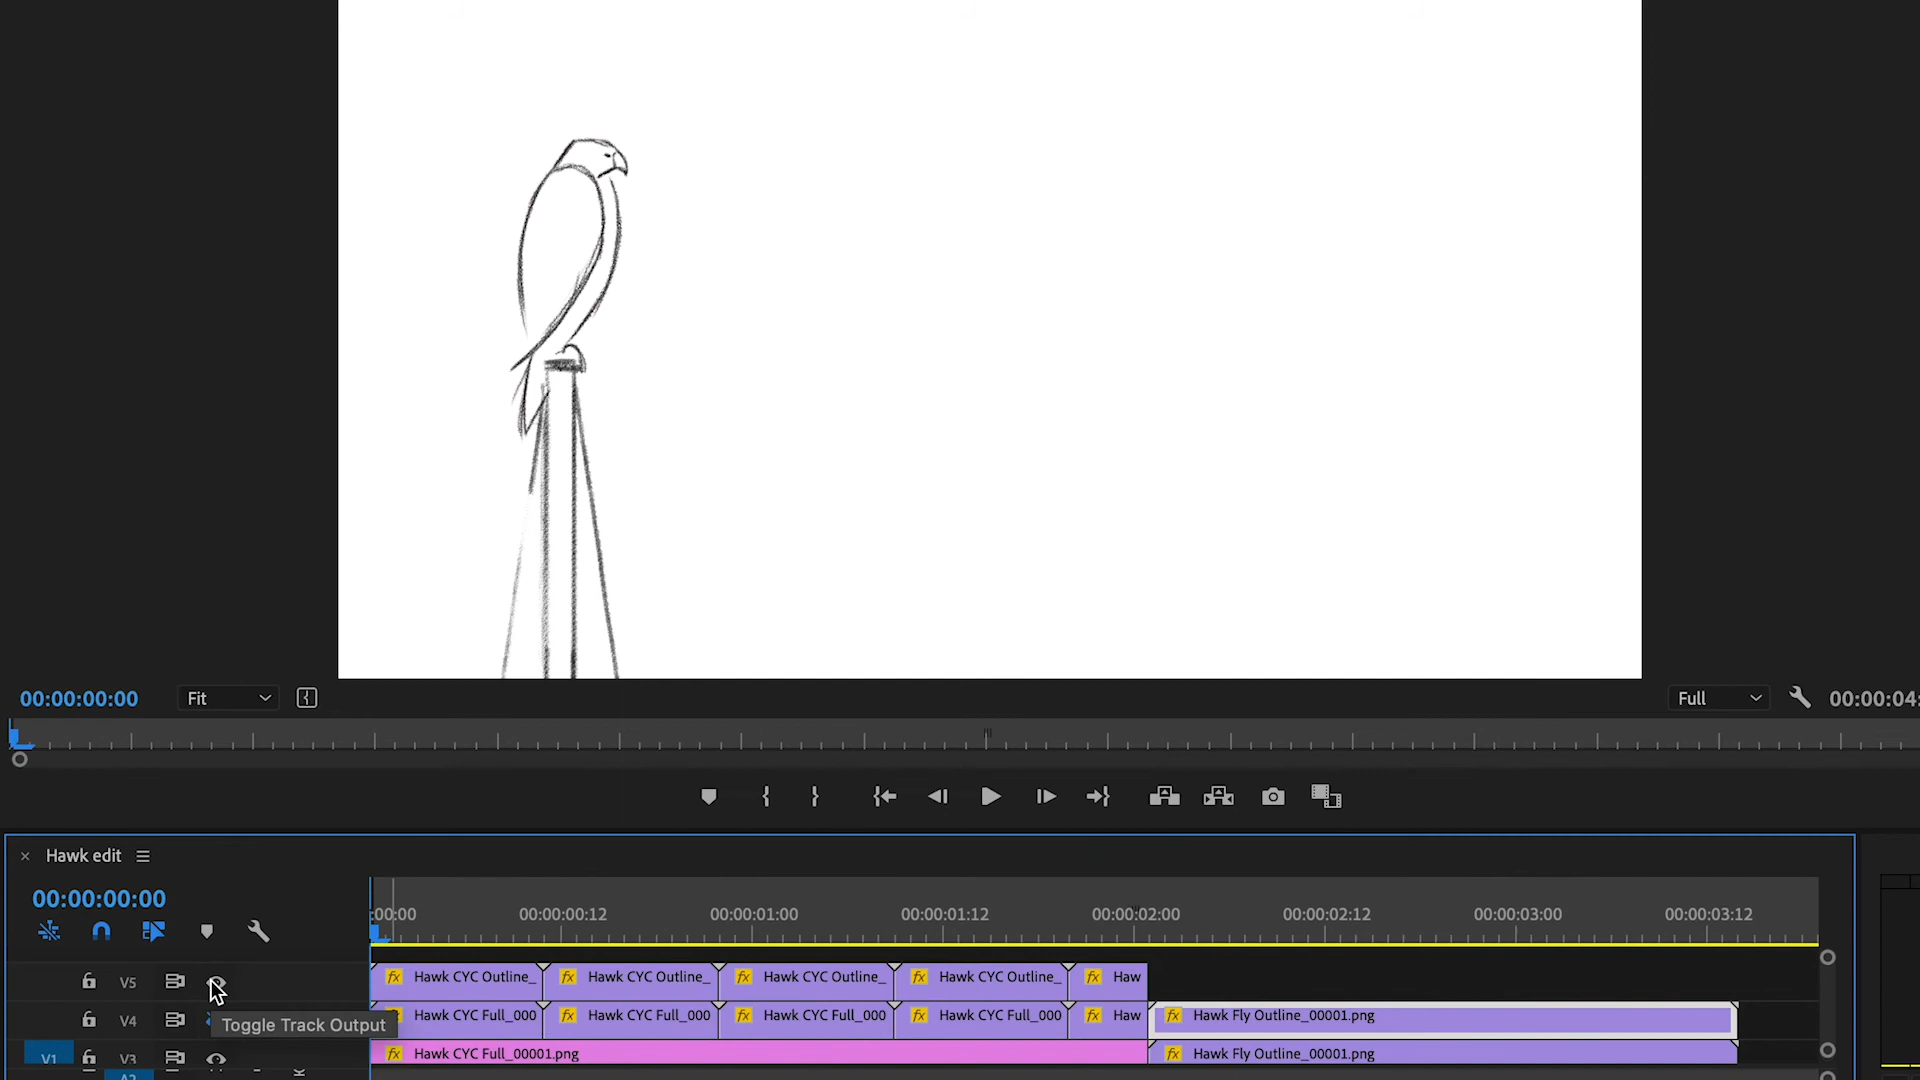 00:00:00:00 Fit Full 00:00:04:
Hawk edit
00:00:00:00
:00:00 00:00:00:12 00:00:01:00 00:00:01:12 00:00:02:00 00:00:02:12 00:00:03:00 00:00:03:12
V5 fx Hawk CYC Outline_ fx Hawk CYC Outline_ fx Hawk CYC Outline_ fx Hawk CYC Outline_ fx Haw
V4 Hawk CYC Full_000 fx Hawk CYC Full_000 fx Hawk CYC Full_000 fx Hawk CYC Full_000 fx Haw fx Hawk Fly Outline_00001.png
Toggle Track Output
V1 V3 fx Hawk CYC Full_00001.png fx Hawk Fly Outline_00001.png